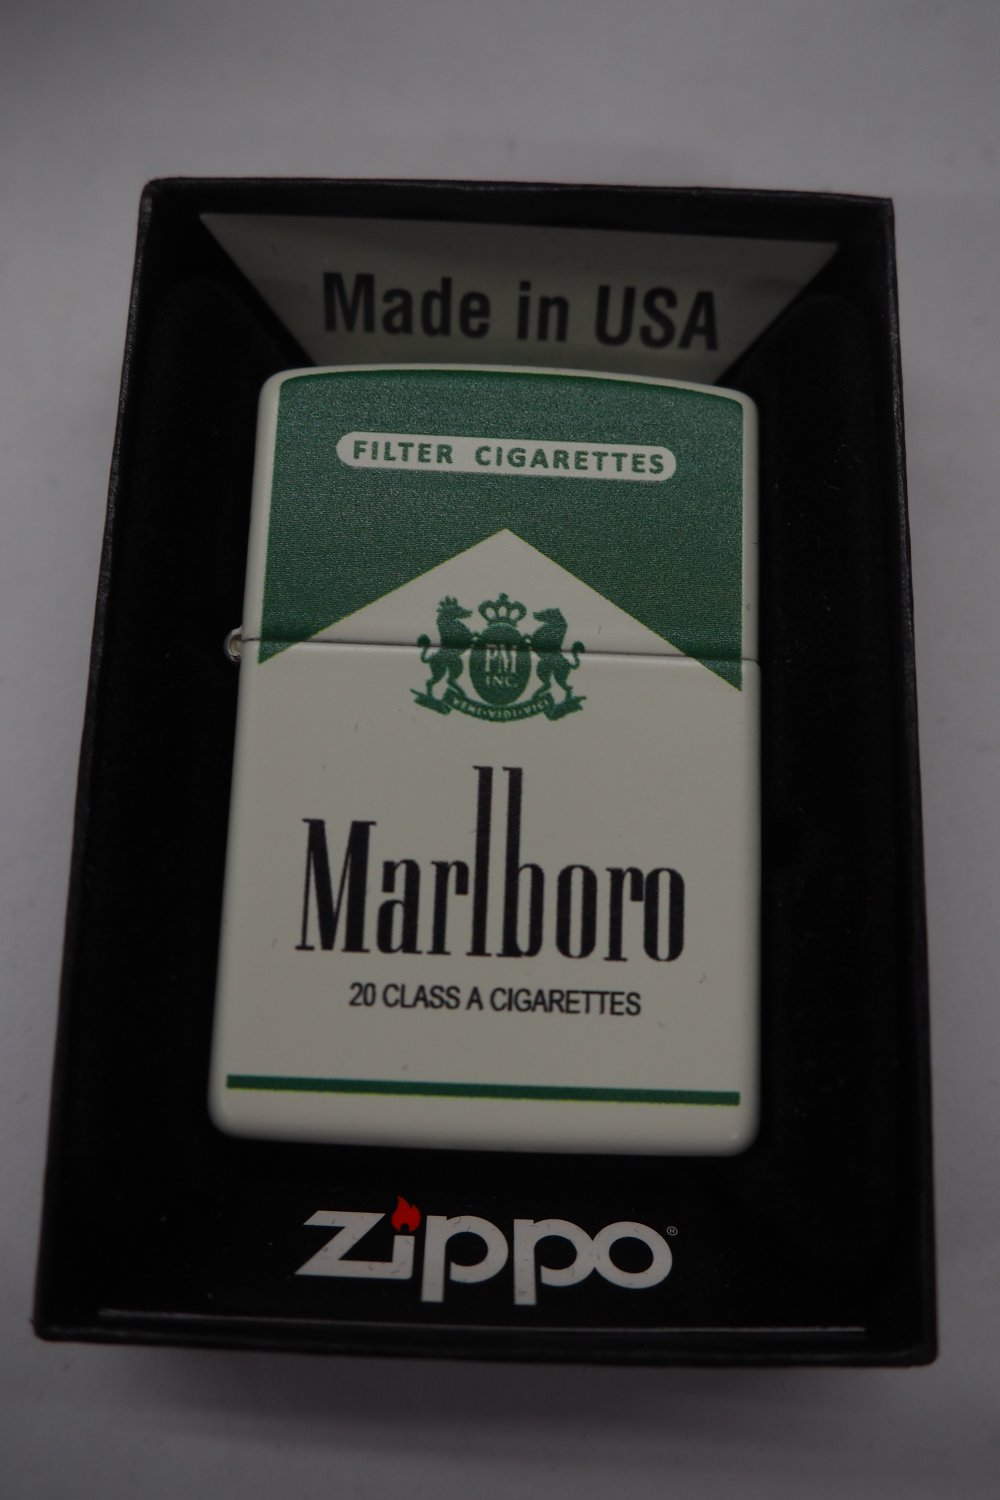 Made in USA
FILTER CIGARETTES
PM
INC
VENI·VIDI·VICI
Marlboro
20 CLASS A CIGARETTES
zippo®